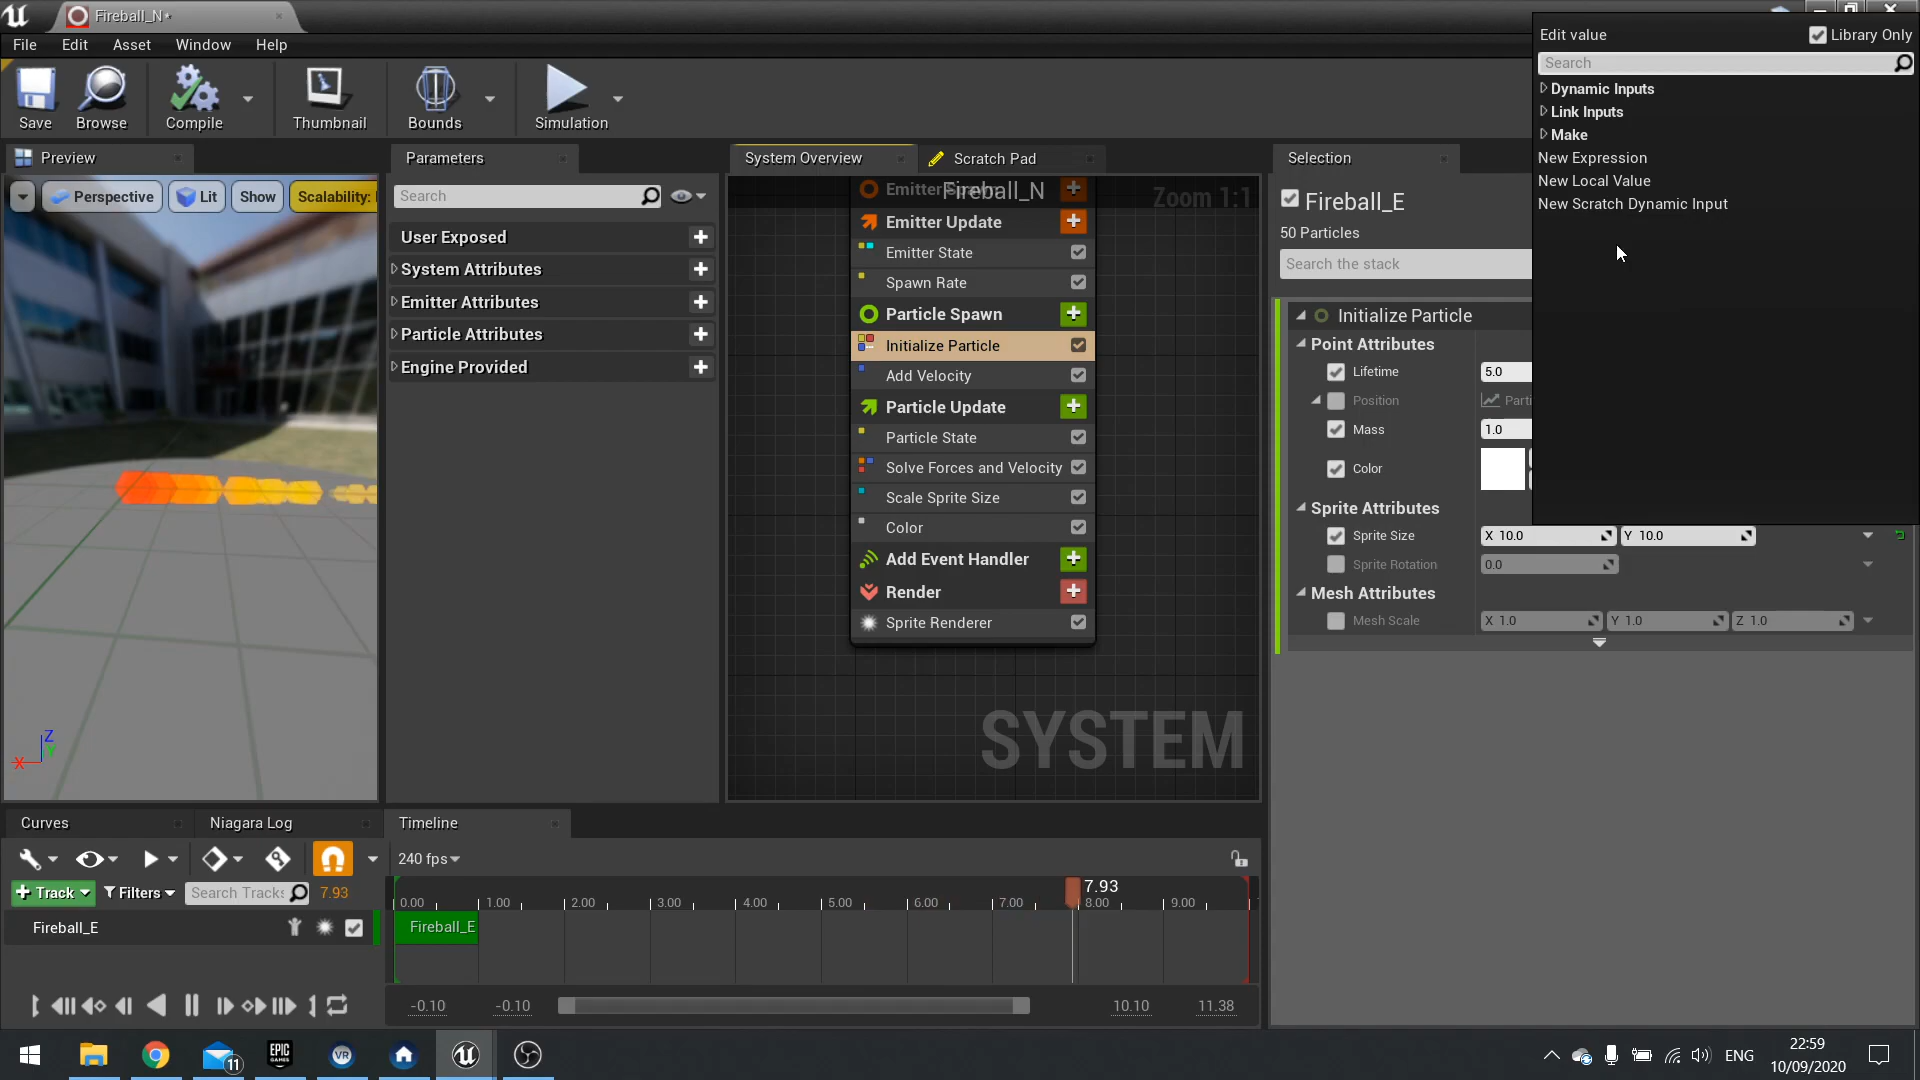 Fireball_N*
File Edit Asset Window Help
Edit value Library Only
Search
Dynamic Inputs
Link Inputs
Make
New Expression
New Local Value
New Scratch Dynamic Input
Save Browse Compile Thumbnail Bounds Simulation
Preview
Perspective Lit Show Scalability:
Z
Y
X
Parameters
Search
User Exposed
System Attributes
Emitter Attributes
Particle Attributes
Engine Provided
System Overview Scratch Pad
Fireball_N Zoom 1:1
Emitter Update
Emitter State
Spawn Rate
Particle Spawn
Initialize Particle
Add Velocity
Particle Update
Particle State
Solve Forces and Velocity
Scale Sprite Size
Color
Add Event Handler
Render
Sprite Renderer
SYSTEM
Selection
Fireball_E
50 Particles
Search the stack
Initialize Particle
Point Attributes
Lifetime 5.0
Position Parti
Mass 1.0
Color
Sprite Attributes
Sprite Size X 10.0 Y 10.0
Sprite Rotation 0.0
Mesh Attributes
Mesh Scale X 1.0 Y 1.0 Z 1.0
Curves Niagara Log Timeline
240 fps
Track Filters Search Tracks 7.93
7.93
0.00 1.00 2.00 3.00 4.00 5.00 6.00 7.00 8.00 9.00
Fireball_E
Fireball_E
-0.10 -0.10 10.10 11.38
11
EPIC GAMES
VR
ENG
22:59
10/09/2020